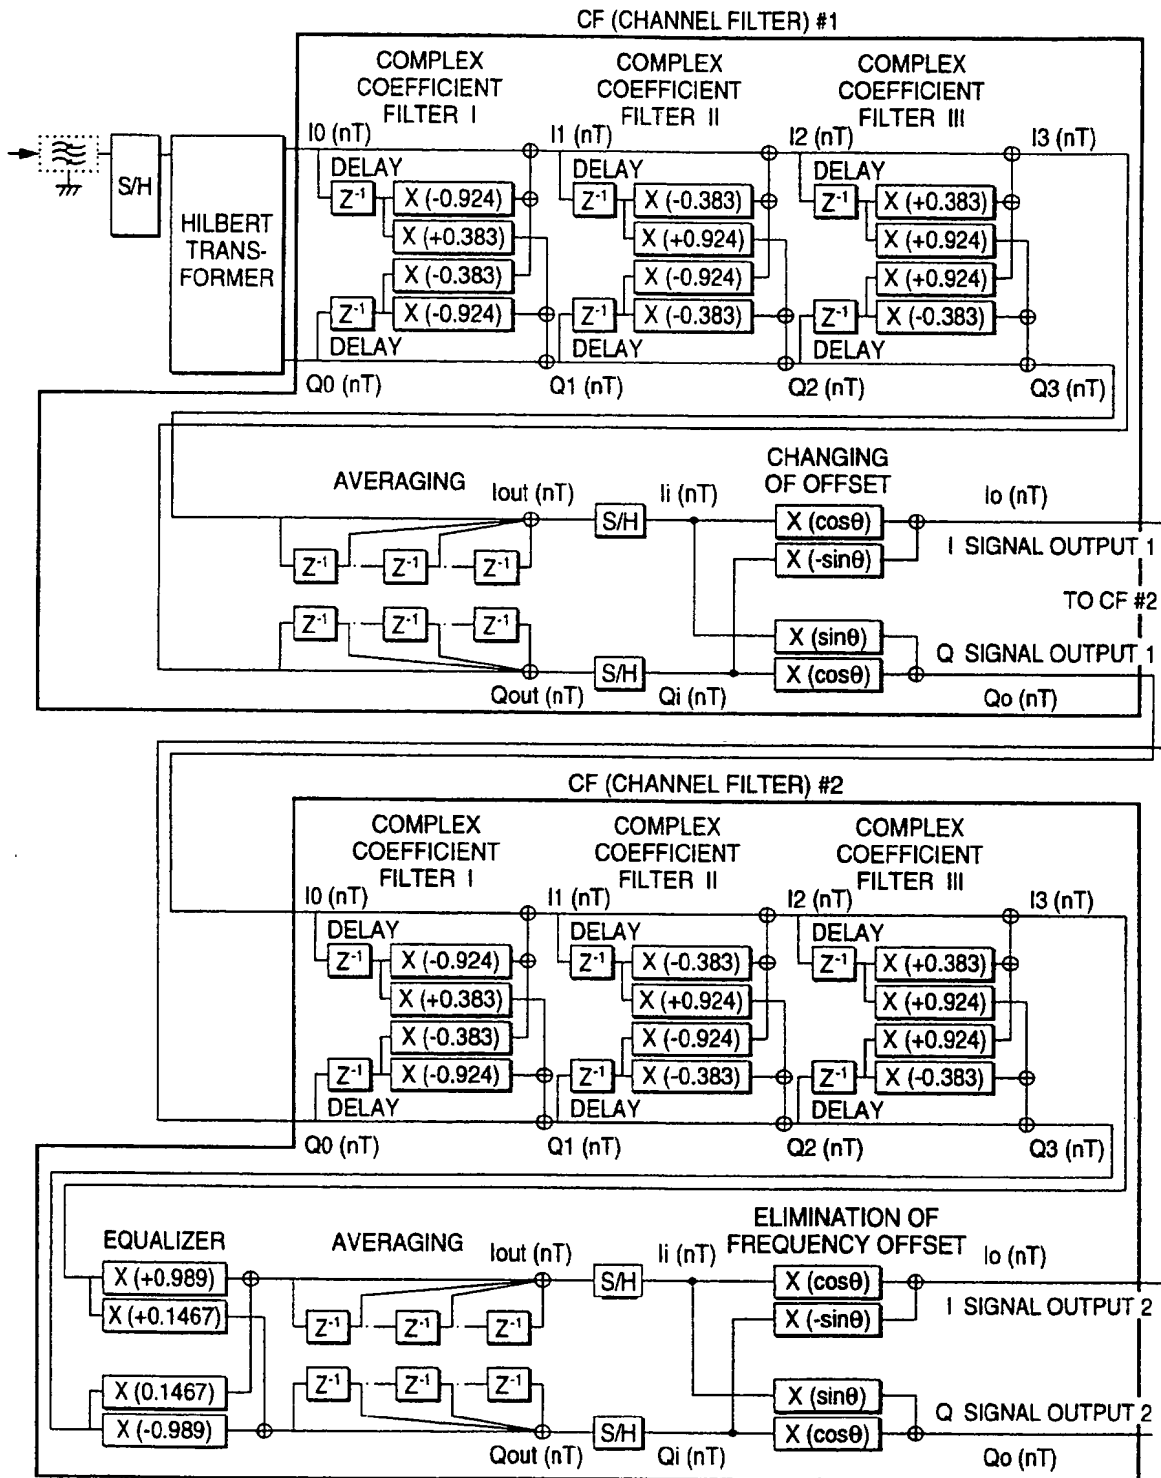 CF (CHANNEL FILTER) #1
COMPLEX COEFFICIENT FILTER I
COMPLEX COEFFICIENT FILTER II
COMPLEX COEFFICIENT FILTER III
I0 (nT)
I1 (nT)
I2 (nT)
I3 (nT)
S/H
HILBERT TRANS-FORMER
DELAY
DELAY
DELAY
Z-1
X (-0.924)
Z-1
X (-0.383)
Z-1
X (+0.383)
X (+0.383)
X (+0.924)
X (+0.924)
X (-0.383)
X (-0.924)
X (+0.924)
Z-1
X (-0.924)
Z-1
X (-0.383)
Z-1
X (-0.383)
DELAY
DELAY
DELAY
Q0 (nT)
Q1 (nT)
Q2 (nT)
Q3 (nT)
AVERAGING
CHANGING OF OFFSET
Iout (nT)
Ii (nT)
Io (nT)
S/H
X (cosθ)
I SIGNAL OUTPUT 1
Z-1
Z-1
Z-1
X (-sinθ)
TO CF #2
Z-1
Z-1
Z-1
X (sinθ)
Q SIGNAL OUTPUT 1
S/H
X (cosθ)
Qout (nT)
Qi (nT)
Qo (nT)
CF (CHANNEL FILTER) #2
COMPLEX COEFFICIENT FILTER I
COMPLEX COEFFICIENT FILTER II
COMPLEX COEFFICIENT FILTER III
I0 (nT)
I1 (nT)
I2 (nT)
I3 (nT)
DELAY
DELAY
DELAY
Z-1
X (-0.924)
Z-1
X (-0.383)
Z-1
X (+0.383)
X (+0.383)
X (+0.924)
X (+0.924)
X (-0.383)
X (-0.924)
X (+0.924)
Z-1
X (-0.924)
Z-1
X (-0.383)
Z-1
X (-0.383)
DELAY
DELAY
DELAY
Q0 (nT)
Q1 (nT)
Q2 (nT)
Q3 (nT)
EQUALIZER
AVERAGING
ELIMINATION OF FREQUENCY OFFSET
Iout (nT)
Ii (nT)
Io (nT)
X (+0.989)
S/H
X (cosθ)
I SIGNAL OUTPUT 2
X (+0.1467)
Z-1
Z-1
Z-1
X (-sinθ)
X (0.1467)
Z-1
Z-1
Z-1
X (sinθ)
Q SIGNAL OUTPUT 2
X (-0.989)
S/H
X (cosθ)
Qout (nT)
Qi (nT)
Qo (nT)